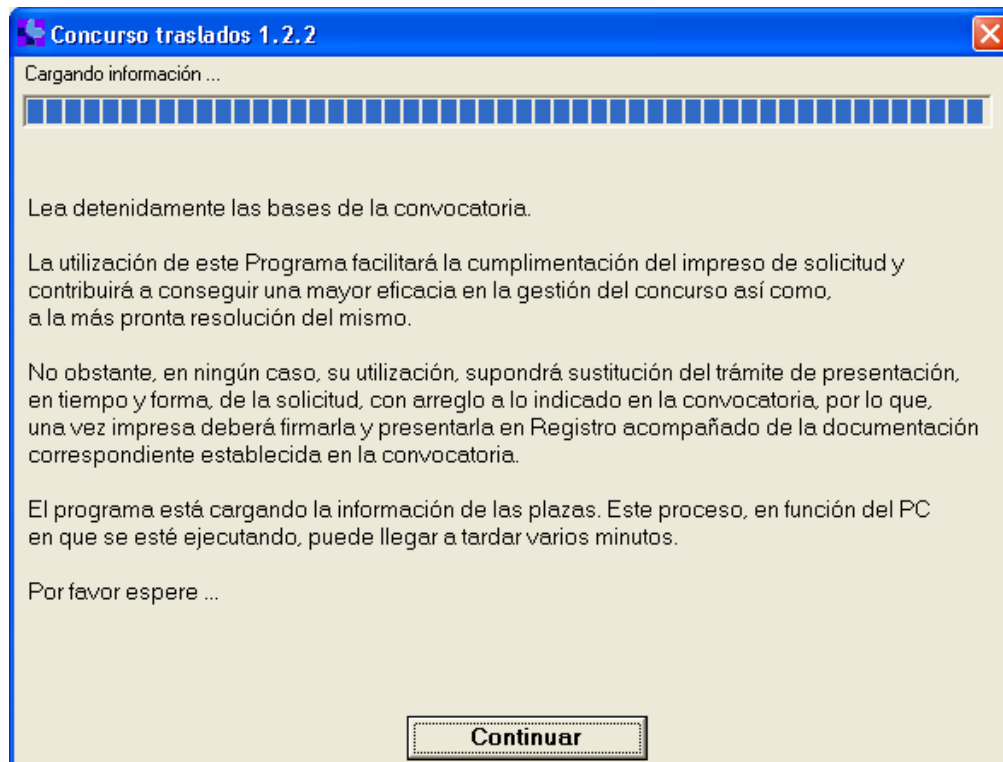 Concurso traslados 1.2.2
Cargando información ...
Lea detenidamente las bases de la convocatoria.
La utilización de este Programa facilitará la cumplimentación del impreso de solicitud y
contribuirá a conseguir una mayor eficacia en la gestión del concurso así como,
a la más pronta resolución del mismo.
No obstante, en ningún caso, su utilización, supondrá sustitución del trámite de presentación,
en tiempo y forma, de la solicitud, con arreglo a lo indicado en la convocatoria, por lo que,
una vez impresa deberá firmarla y presentarla en Registro acompañado de la documentación
correspondiente establecida en la convocatoria.
El programa está cargando la información de las plazas. Este proceso, en función del PC
en que se esté ejecutando, puede llegar a tardar varios minutos.
Por favor espere ...
Continuar